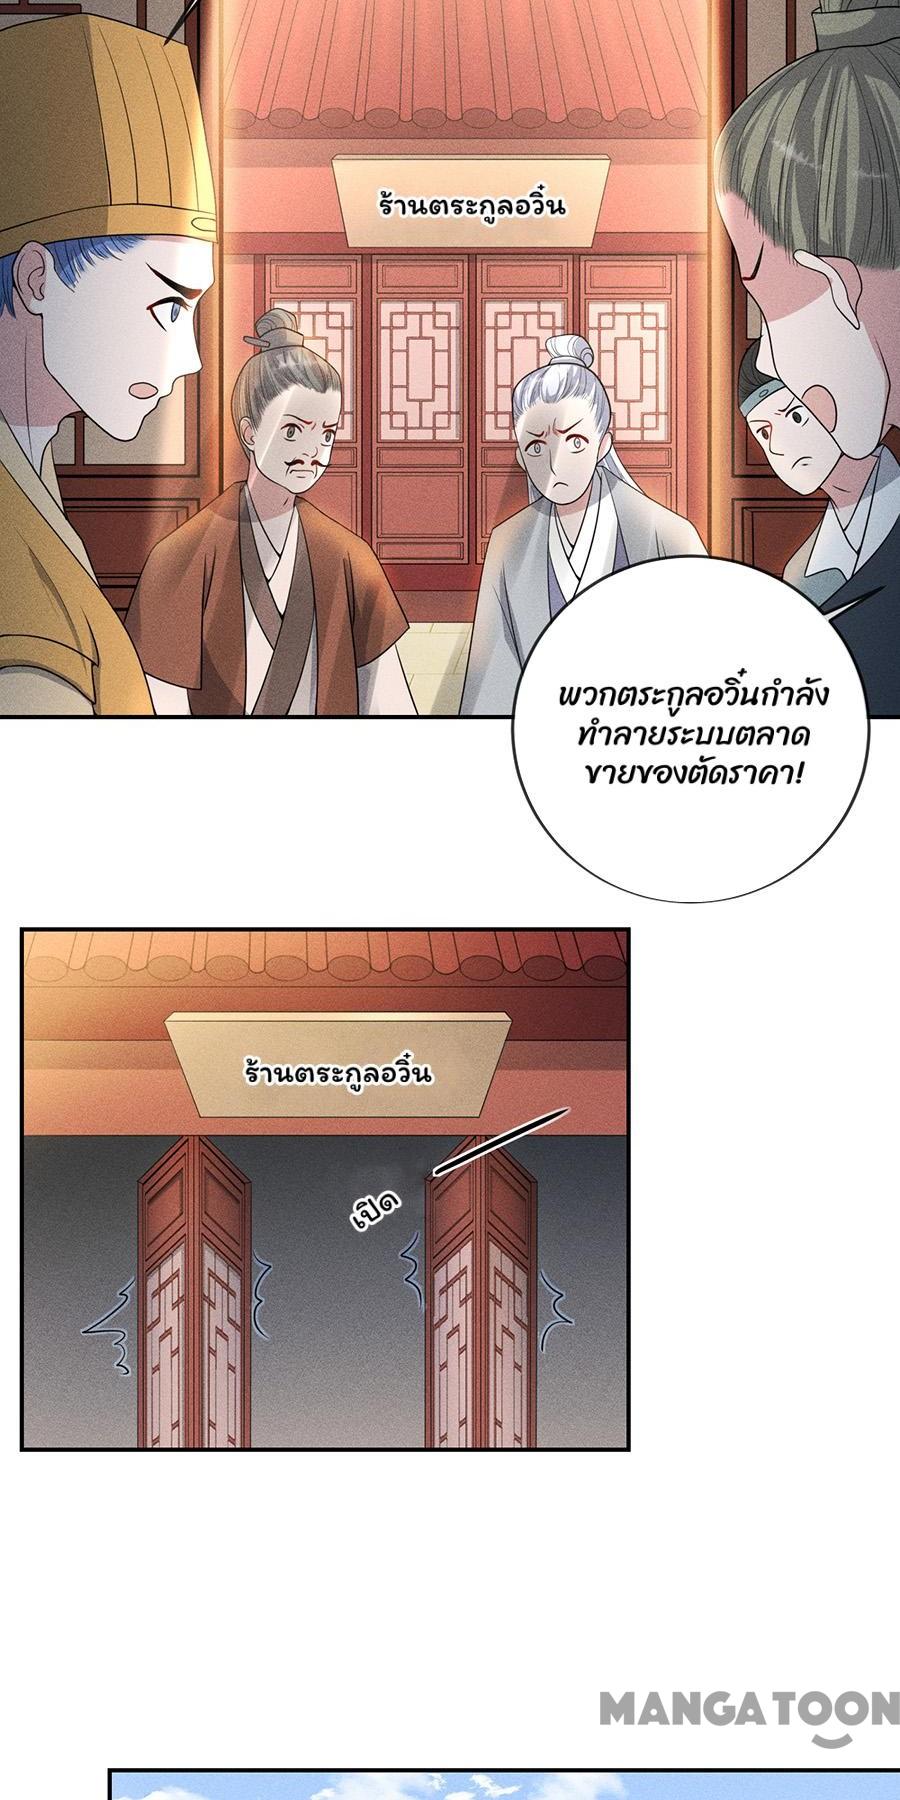 ร้านตระกูลอวิ๋น
พวกตระกูลอวิ๋นกำลัง
ทำลายระบบตลาด
ขายของตัดราคา!
ร้านตระกูลอวิ๋น
เปิด
MANGATOON